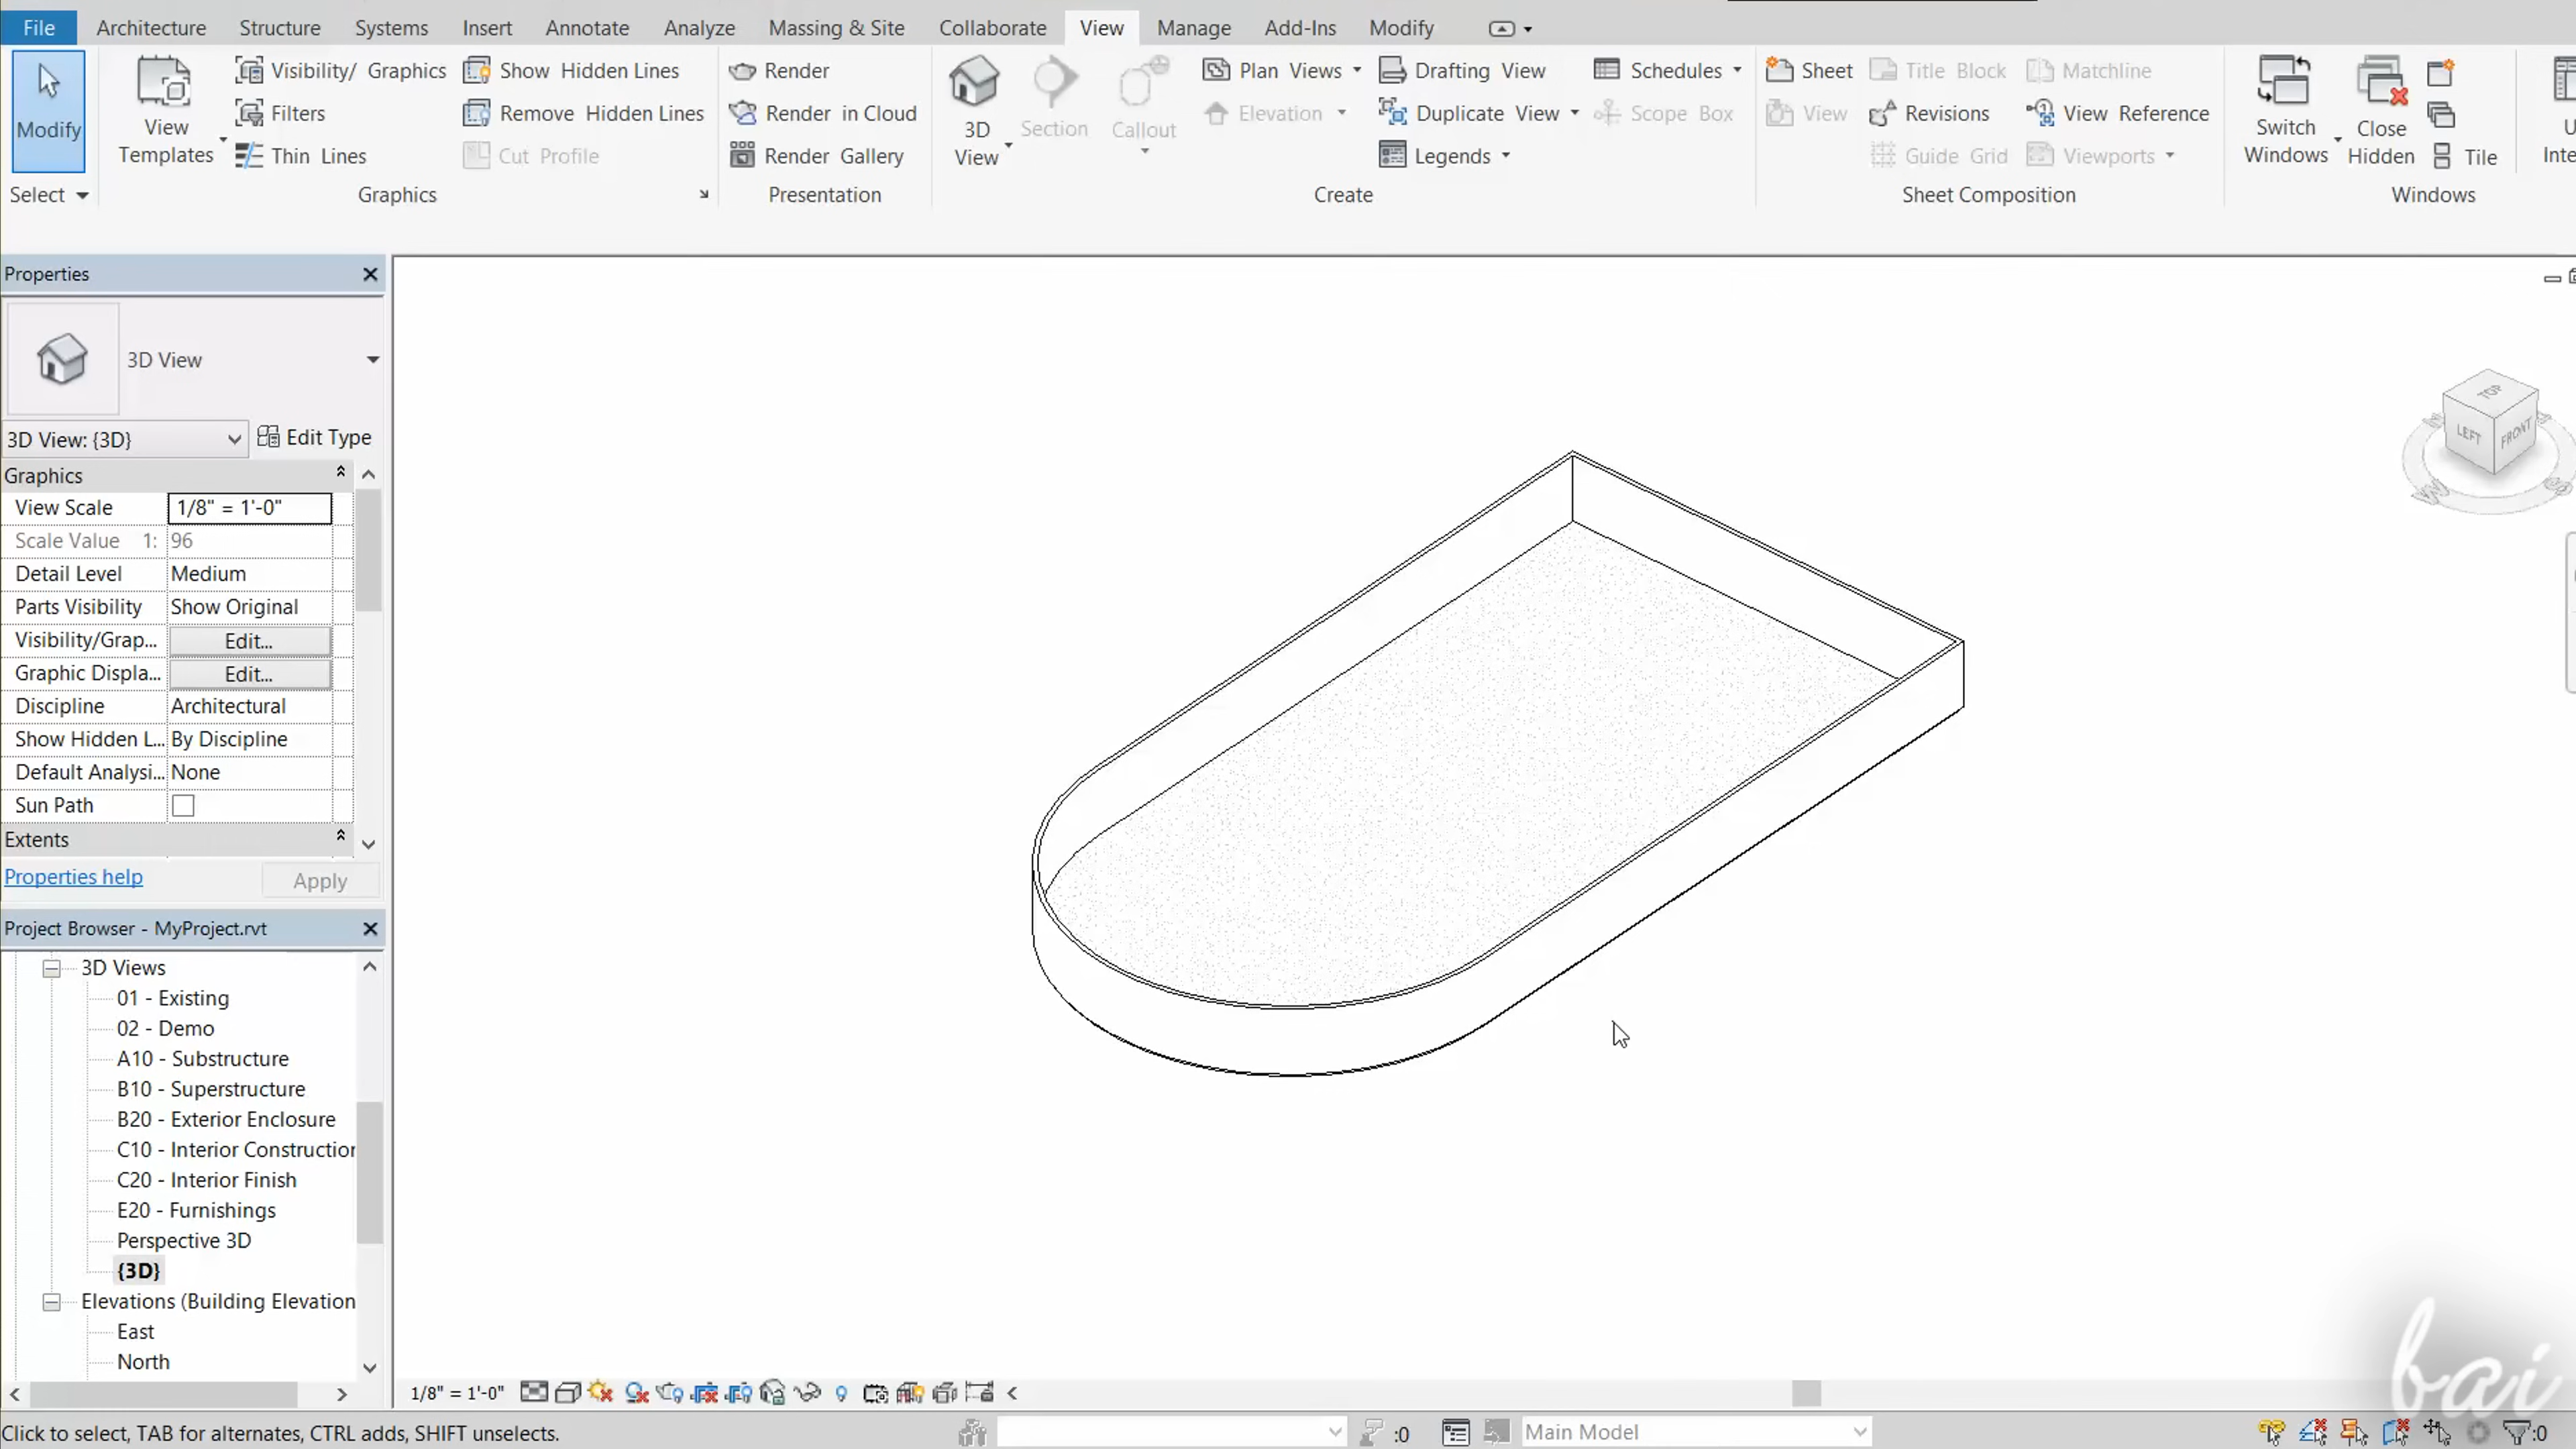 File Architecture Structure Systems Insert Annotate Analyze Massing & Site Collaborate View Manage Add-Ins Modify
Modify
Select
View Templates
Visibility/ Graphics
Filters
Thin Lines
Show Hidden Lines
Remove Hidden Lines
Cut Profile
Graphics
Render
Render in Cloud
Render Gallery
Presentation
3D View
Section
Callout
Plan Views
Elevation
Drafting View
Duplicate View
Legends
Schedules
Scope Box
Create
Sheet
View
Title Block
Revisions
Guide Grid
Matchline
View Reference
Viewports
Sheet Composition
Switch Windows
Close Hidden
Tile
Windows
Properties
3D View
3D View: {3D} Edit Type
Graphics
View Scale 1/8" = 1'-0"
Scale Value 1: 96
Detail Level Medium
Parts Visibility Show Original
Visibility/Grap... Edit...
Graphic Displa... Edit...
Discipline Architectural
Show Hidden L... By Discipline
Default Analysi... None
Sun Path
Extents
Properties help Apply
Project Browser - MyProject.rvt
3D Views
01 - Existing
02 - Demo
A10 - Substructure
B10 - Superstructure
B20 - Exterior Enclosure
C10 - Interior Construction
C20 - Interior Finish
E20 - Furnishings
Perspective 3D
{3D}
Elevations (Building Elevation
East
North
TOP
LEFT FRONT
W
1/8" = 1'-0"
bai
Click to select, TAB for alternates, CTRL adds, SHIFT unselects.
:0
Main Model
:0